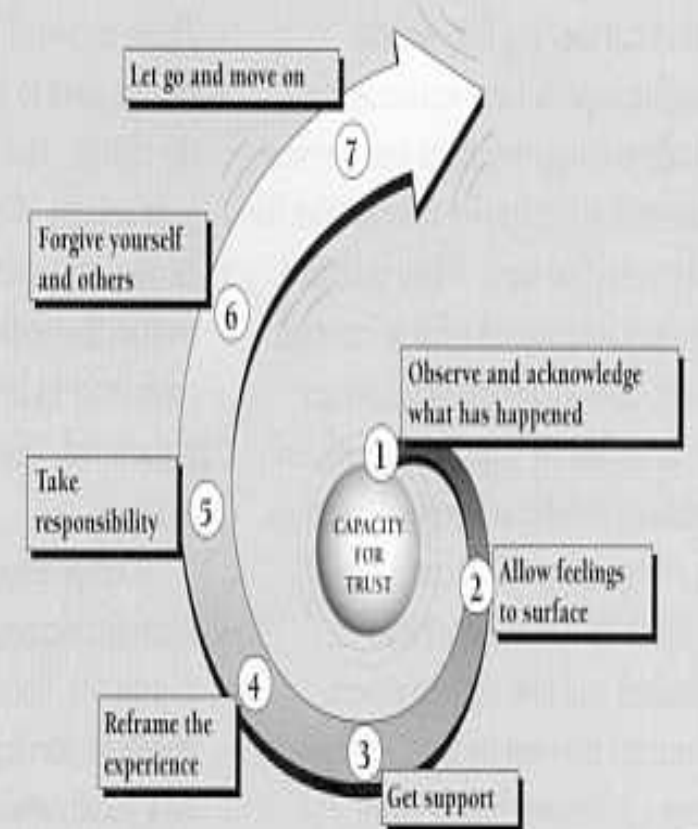 Let go and move on
7
Forgive yourself
and others
6
Observe and acknowledge
what has happened
1
Take
responsibility
5
CAPACITY
FOR
TRUST
2
Allow feelings
to surface
4
Reframe the
experience
3
Get support